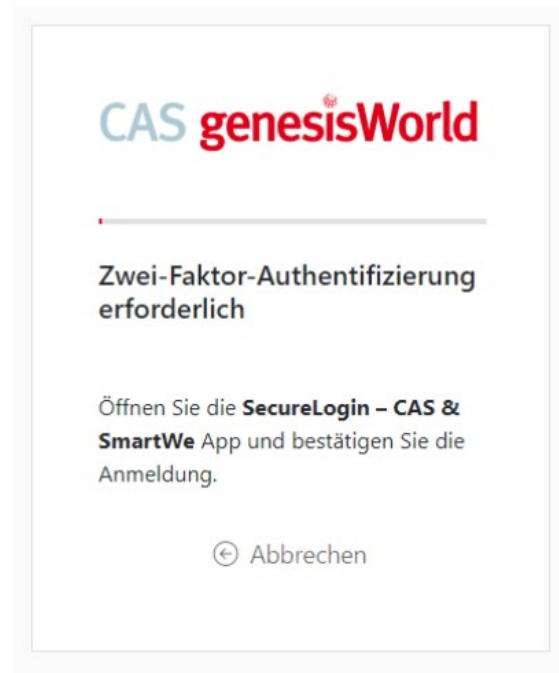 CAS genesisWorld
Zwei-Faktor-Authentifizierung
erforderlich
Öffnen Sie die SecureLogin – CAS &
SmartWe App und bestätigen Sie die
Anmeldung.
Abbrechen